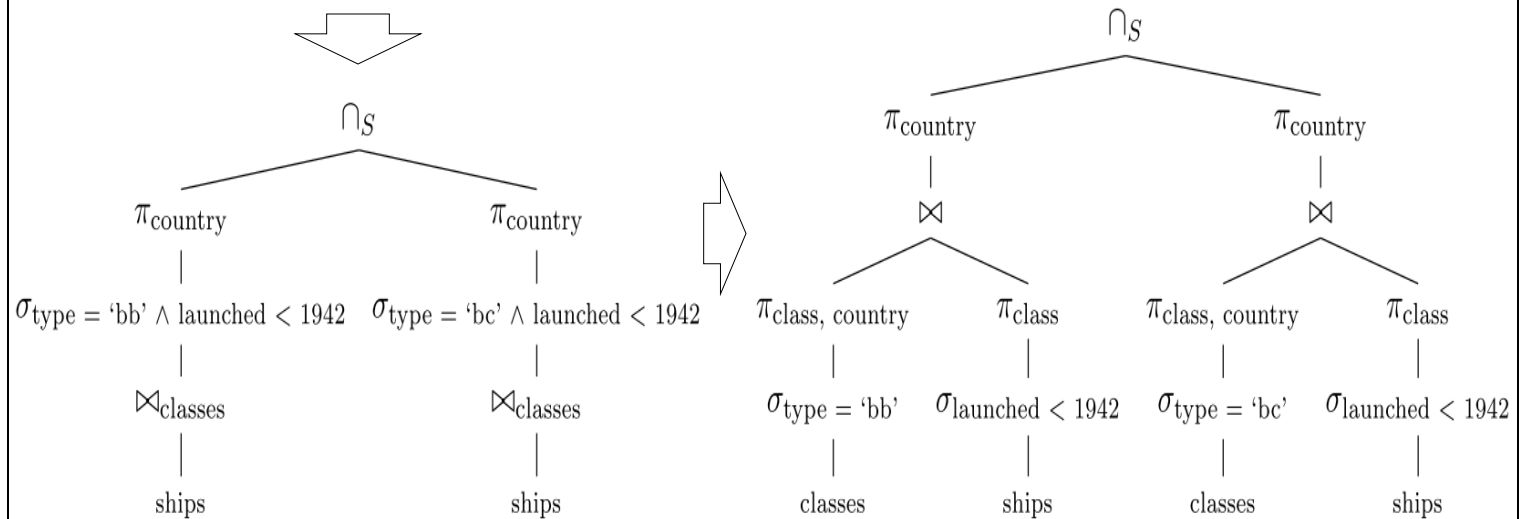 ∩S
πcountry πcountry
σtype = ‘bb’ ∧ launched < 1942 σtype = ‘bc’ ∧ launched < 1942
⋈classes ⋈classes
ships ships
∩S
πcountry πcountry
⋈ ⋈
πclass, country πclass πclass, country πclass
σtype = ‘bb’ σlaunched < 1942 σtype = ‘bc’ σlaunched < 1942
classes ships classes ships